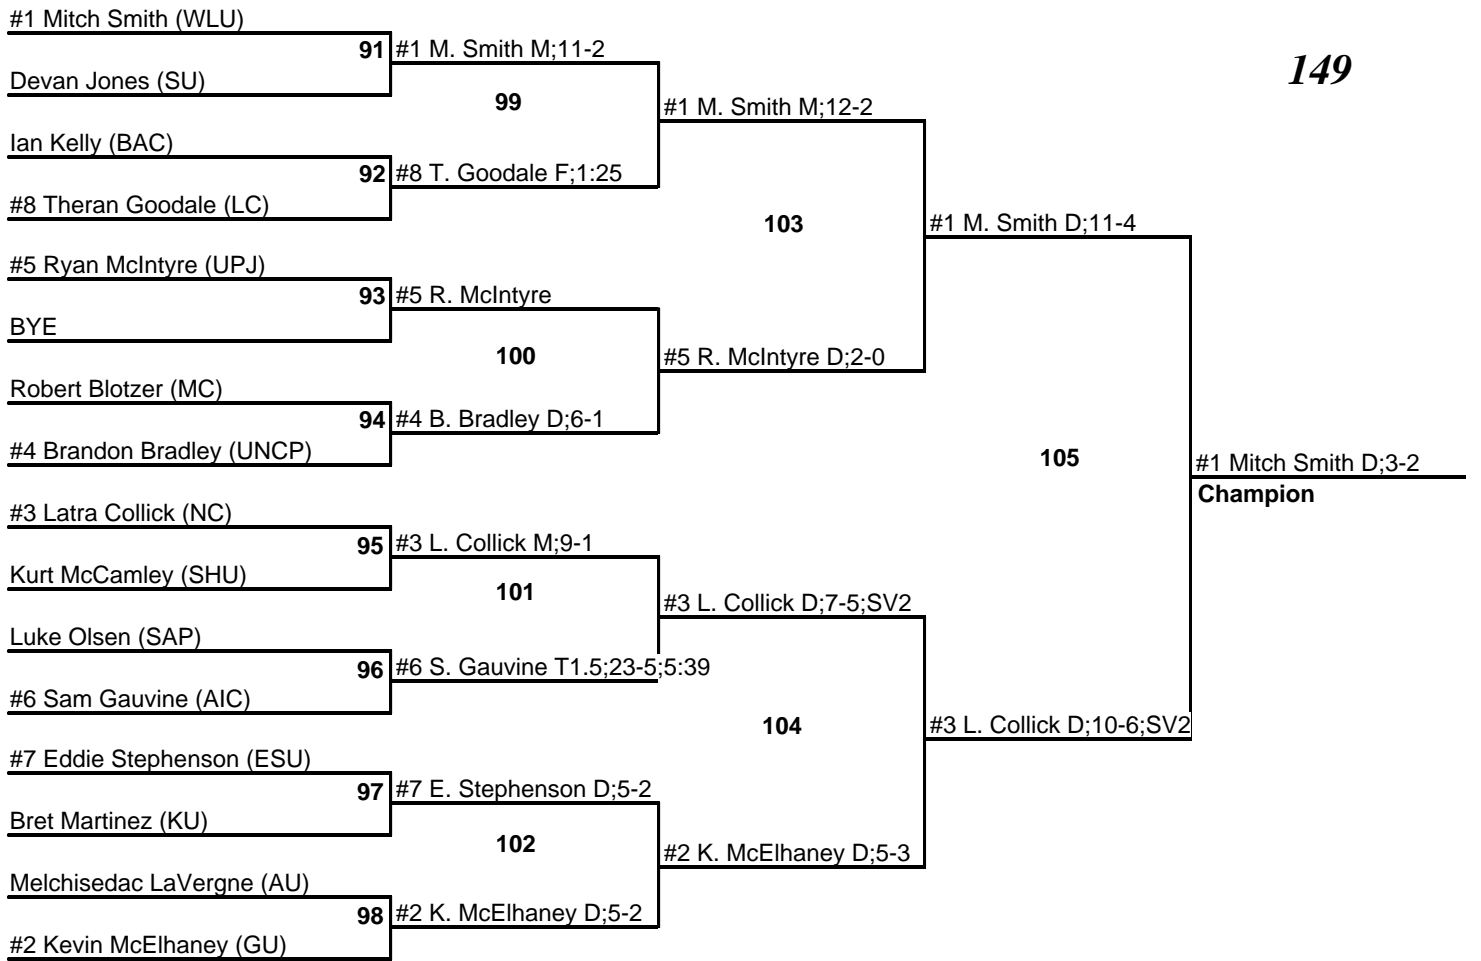 #1 Mitch Smith (WLU)
91
#1 M. Smith M;11-2
149
Devan Jones (SU)
99
#1 M. Smith M;12-2
Ian Kelly (BAC)
92
#8 T. Goodale F;1:25
#8 Theran Goodale (LC)
103
#1 M. Smith D;11-4
#5 Ryan McIntyre (UPJ)
93
#5 R. McIntyre
BYE
100
#5 R. McIntyre D;2-0
Robert Blotzer (MC)
94
#4 B. Bradley D;6-1
#4 Brandon Bradley (UNCP)
105
#1 Mitch Smith D;3-2
Champion
#3 Latra Collick (NC)
95
#3 L. Collick M;9-1
Kurt McCamley (SHU)
101
#3 L. Collick D;7-5;SV2
Luke Olsen (SAP)
96
#6 S. Gauvine T1.5;23-5;5:39
#6 Sam Gauvine (AIC)
104
#3 L. Collick D;10-6;SV2
#7 Eddie Stephenson (ESU)
97
#7 E. Stephenson D;5-2
Bret Martinez (KU)
102
#2 K. McElhaney D;5-3
Melchisedac LaVergne (AU)
98
#2 K. McElhaney D;5-2
#2 Kevin McElhaney (GU)